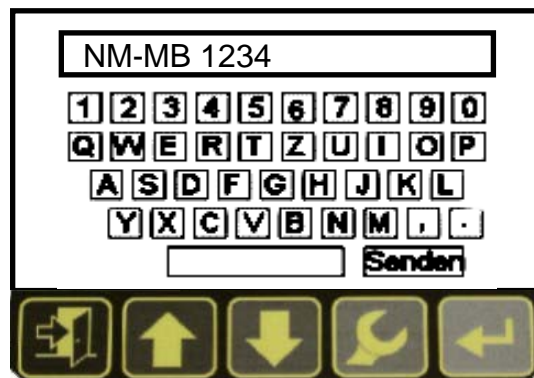 NM-MB 1234
1 2 3 4 5 6 7 8 9 0
Q W E R T Z U I O P
A S D F G H J K L
Y X C V B N M , .
Senden